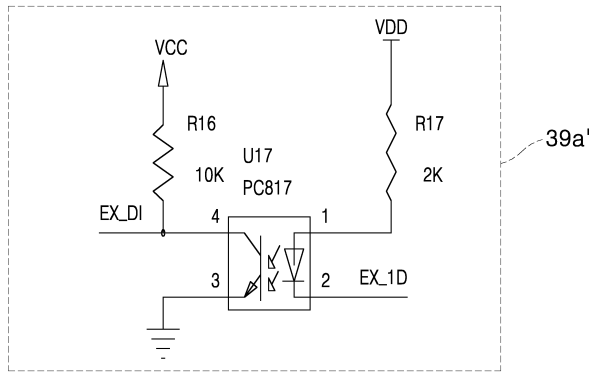 VDD
VCC
R16
R17
39a'
U17
10K
2K
PC817
EX_DI
4
1
3
2
EX_1D